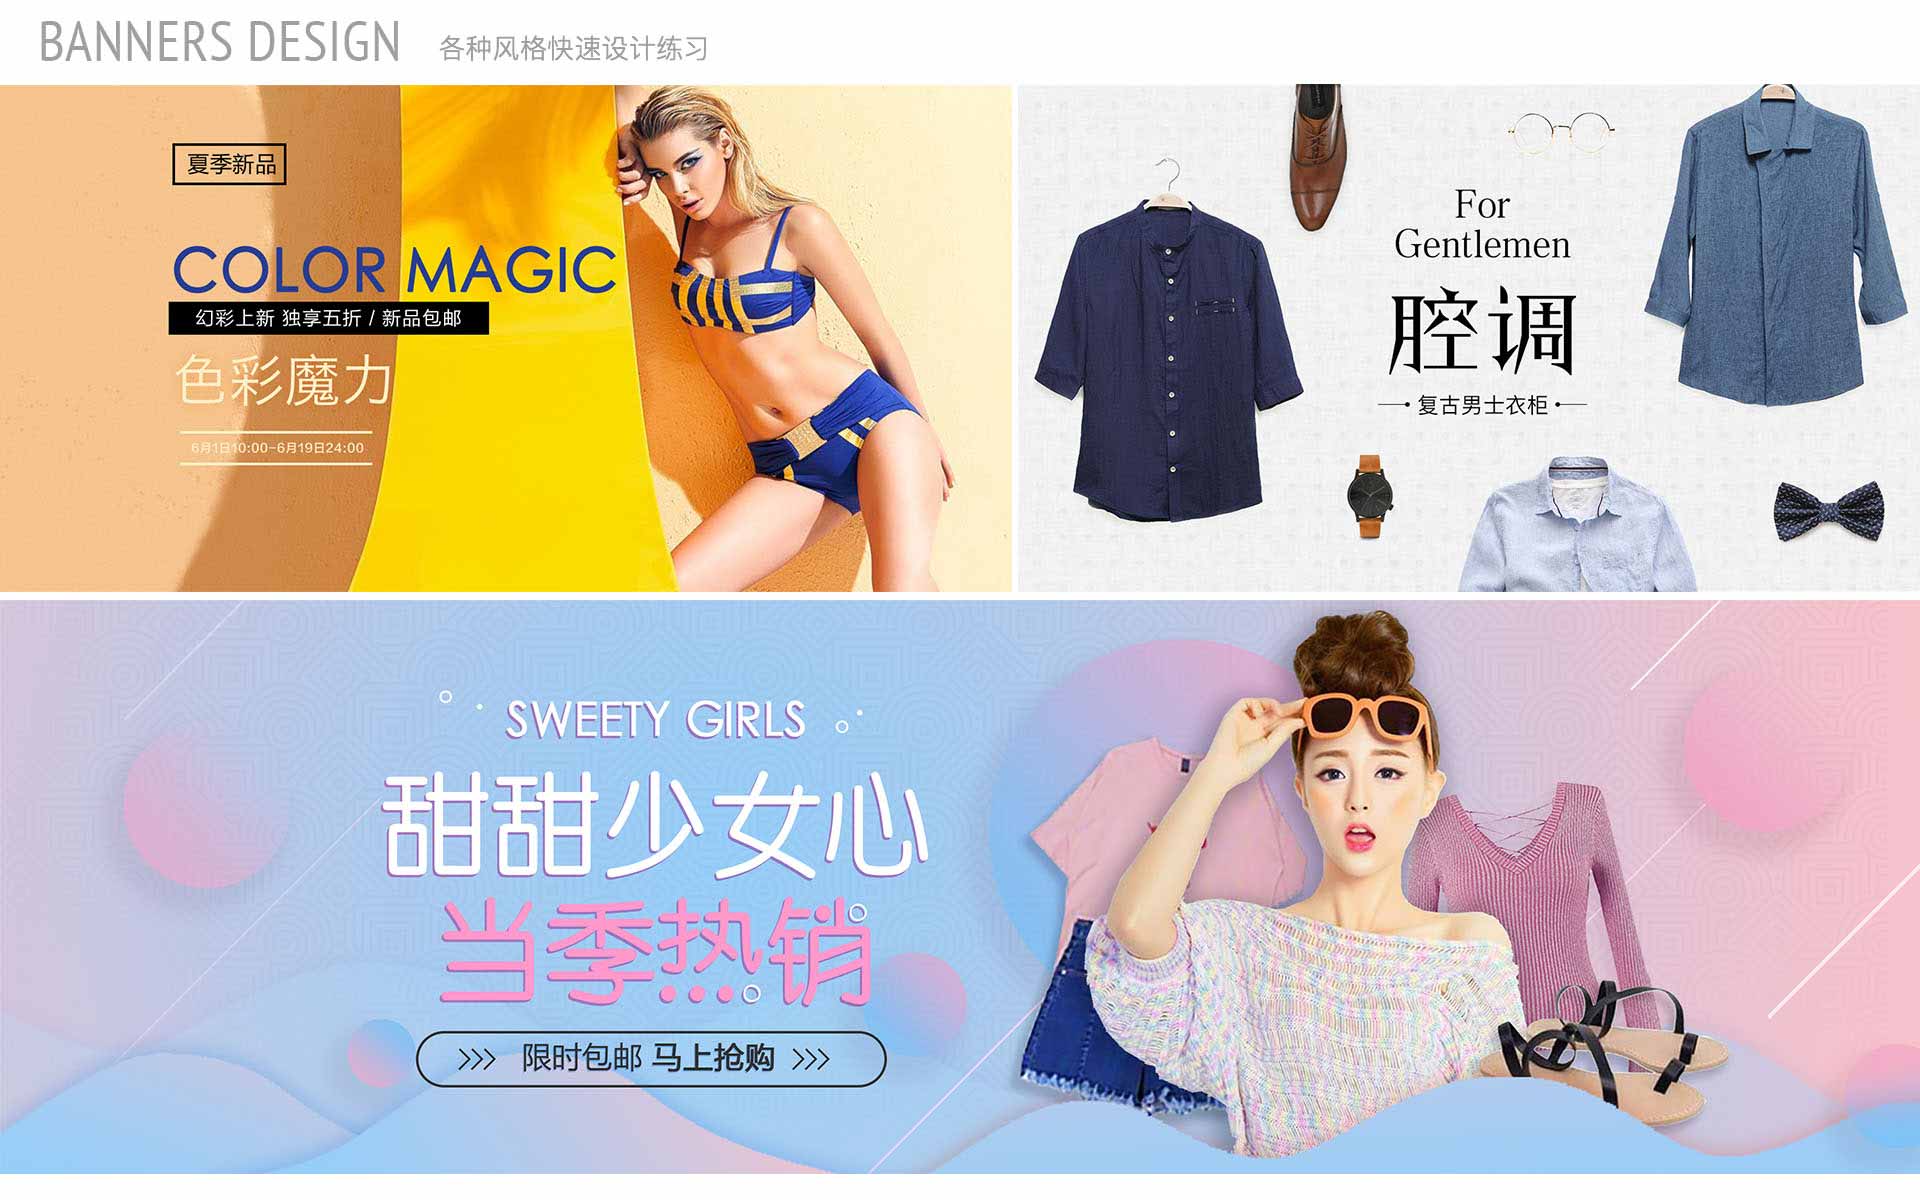 BANNERS DESIGN 各种风格快速设计练习
夏季新品
COLOR MAGIC
幻彩上新 独享五折 / 新品包邮
色彩魔力
6月1日10:00-6月19日24:00
For
Gentlemen
腔调
复古男士衣柜
SWEETY GIRLS
甜甜少女心
当季热销
>>> 限时包邮 马上抢购 >>>